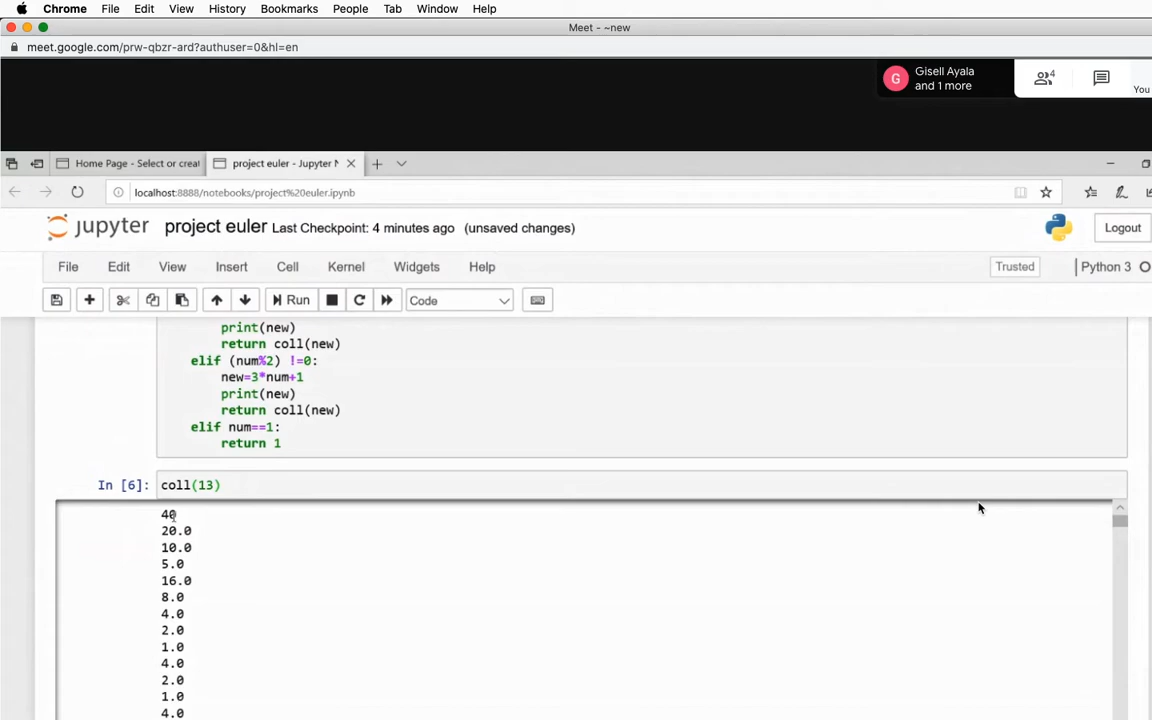 Chrome File Edit View History Bookmarks People Tab Window Help
Meet - ~new
meet.google.com/prw-qbzr-ard?authuser=0&hl=en
G Gisell Ayala
and 1 more
4
You
Home Page - Select or creat
project euler - Jupyter N
localhost:8888/notebooks/project%20euler.ipynb
jupyter project euler Last Checkpoint: 4 minutes ago (unsaved changes)
Logout
File Edit View Insert Cell Kernel Widgets Help
Trusted
Python 3
Run
Code
print(new)
return coll(new)
elif (num%2) !=0:
new=3*num+1
print(new)
return coll(new)
elif num==1:
return 1
In [6]: coll(13)
40
20.0
10.0
5.0
16.0
8.0
4.0
2.0
1.0
4.0
2.0
1.0
4.0